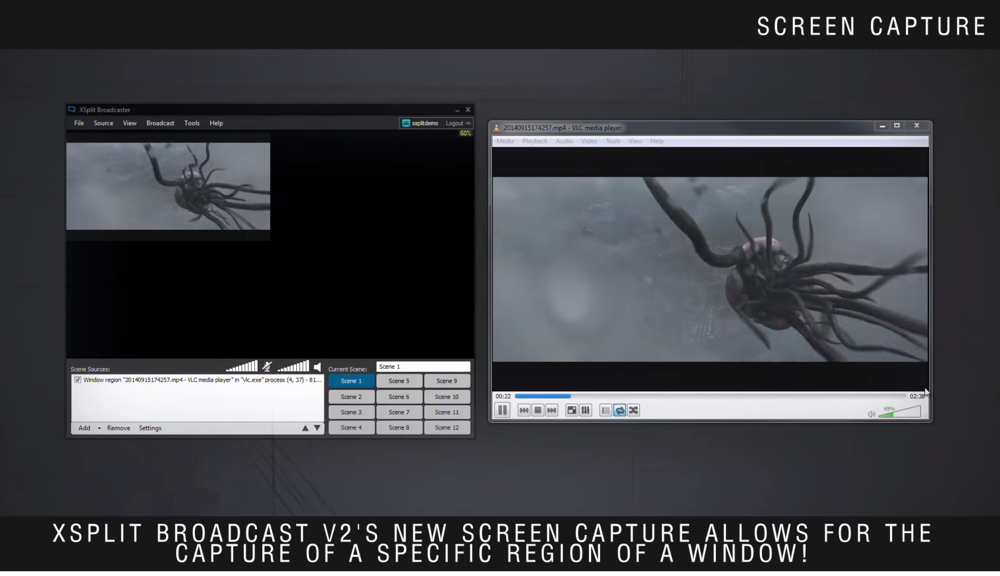 SCREEN CAPTURE
XSplit Broadcaster
File Source View Broadcast Tools Help
xsplitdemo Logout
60%
20140915174257.mp4 - VLC media player
Media Playback Audio Video Tools View Help
Scene Sources:
Current Scene:
Scene 1
Window region "20140915174257.mp4 - VLC media player" in "vlc.exe" process (4, 37) - 81...
Scene 1 Scene 5 Scene 9
Scene 2 Scene 6 Scene 10
Scene 3 Scene 7 Scene 11
Scene 4 Scene 8 Scene 12
Add Remove Settings
00:22 02:38
69%
XSPLIT BROADCAST V2'S NEW SCREEN CAPTURE ALLOWS FOR THE
CAPTURE OF A SPECIFIC REGION OF A WINDOW!